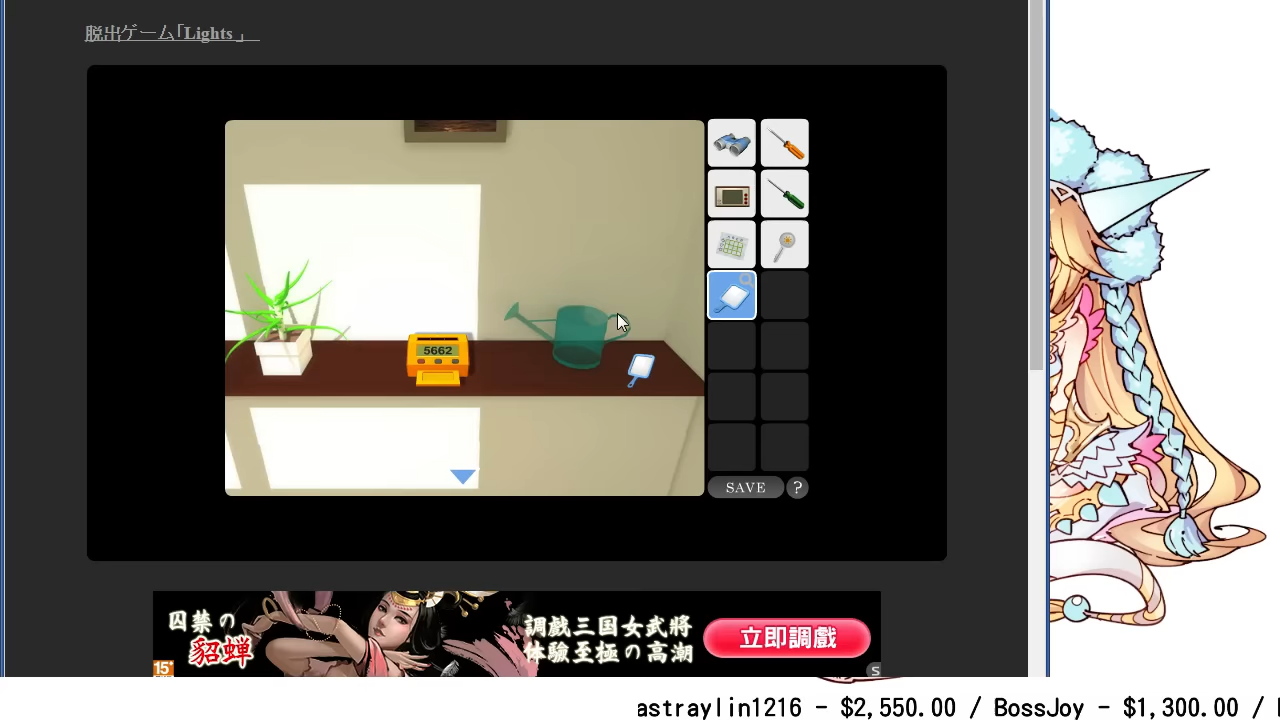 脱出ゲーム「Lights 」
5662
SAVE
?
囚禁の
貂蝉
調戲三国女武將
体験至極の高潮
立即調戲
15+
S
astraylin1216 - $2,550.00 / BossJoy - $1,300.00 /